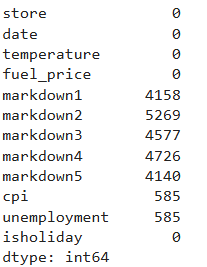 store 0
date 0
temperature 0
fuel_price 0
markdown1 4158
markdown2 5269
markdown3 4577
markdown4 4726
markdown5 4140
cpi 585
unemployment 585
isholiday 0
dtype: int64